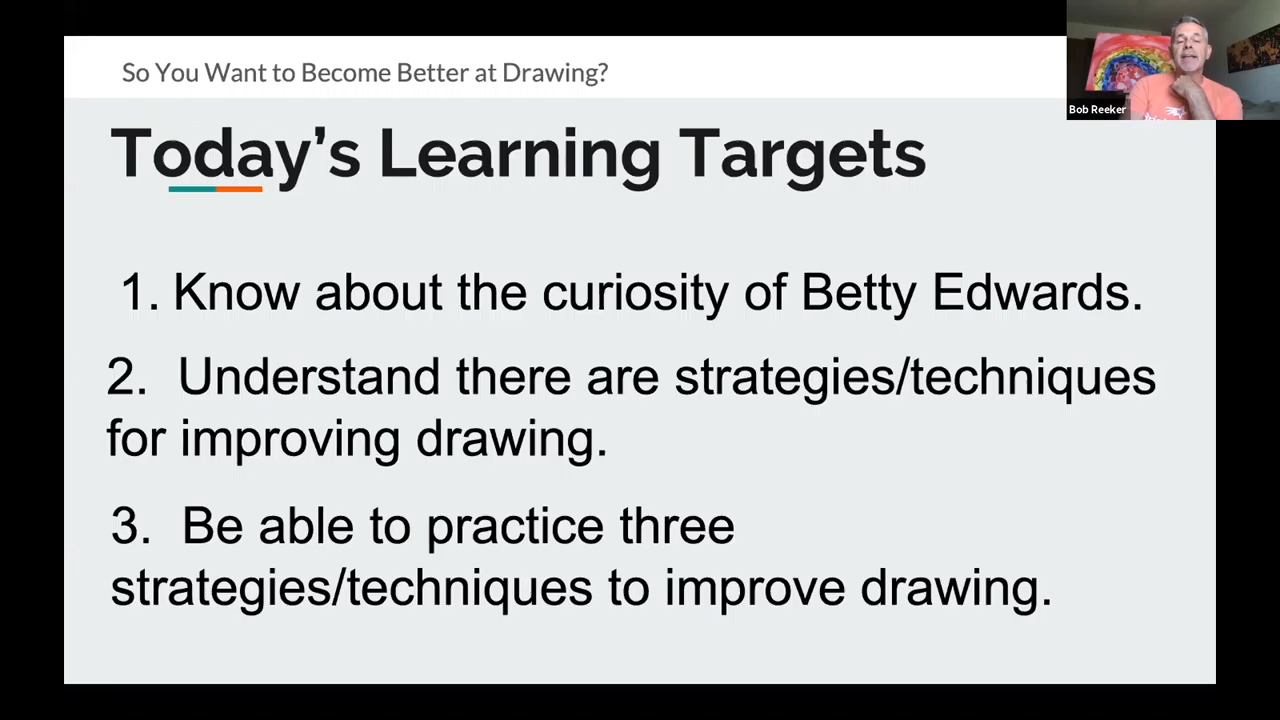 So You Want to Become Better at Drawing?
Bob Reeker
Today's Learning Targets
1. Know about the curiosity of Betty Edwards.
2. Understand there are strategies/techniques
for improving drawing.
3. Be able to practice three
strategies/techniques to improve drawing.